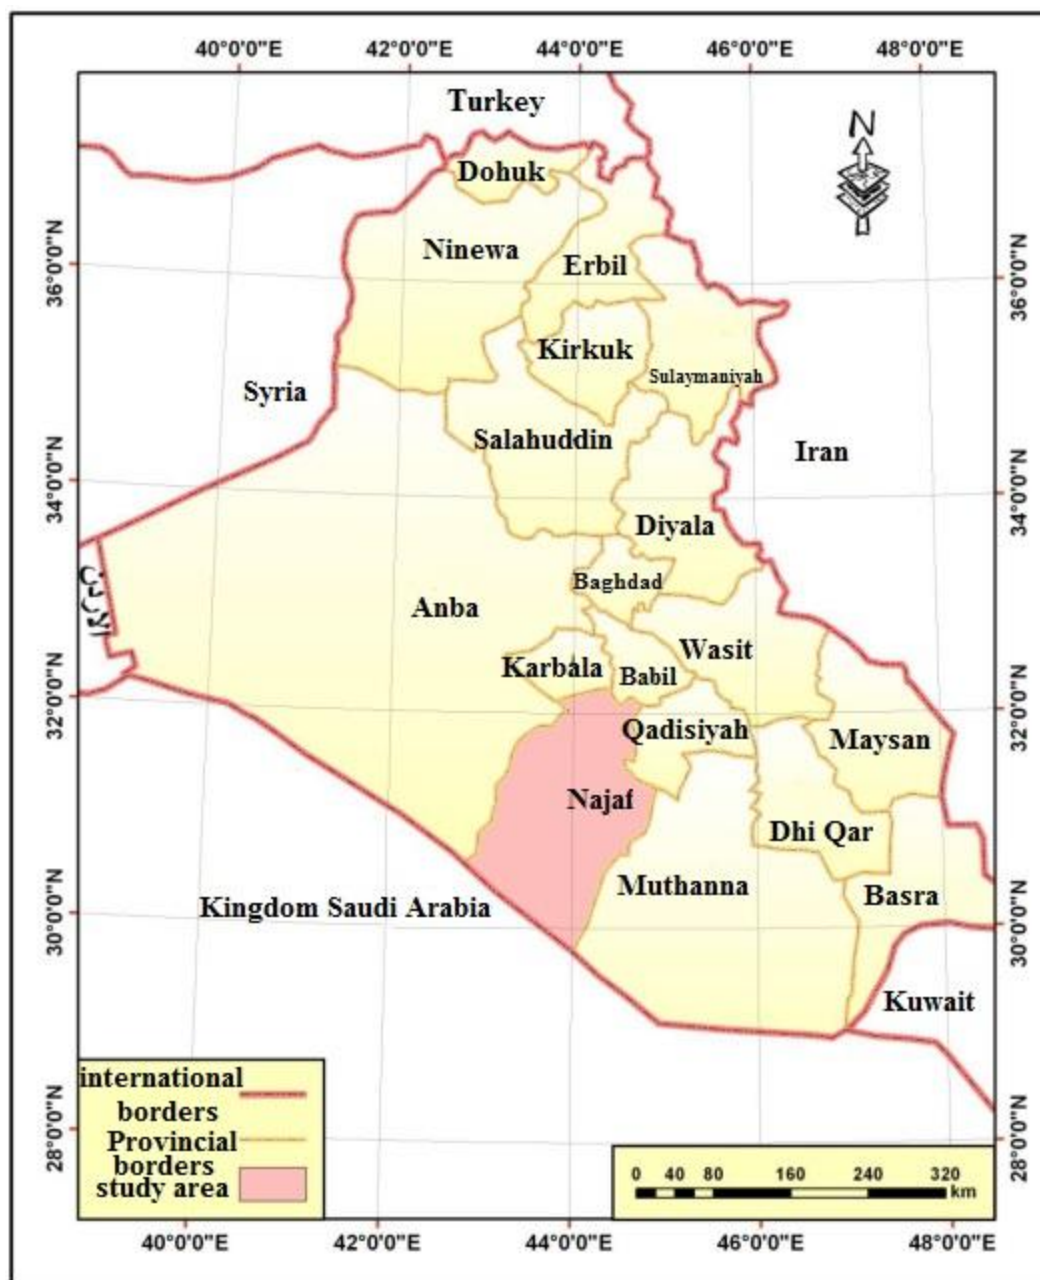 40°0'0"E 42°0'0"E 44°0'0"E 46°0'0"E 48°0'0"E
N
Turkey
Dohuk
Ninewa
Erbil
36°0'0"N
36°0'0"N
Kirkuk
Sulaymaniyah
Syria
Salahuddin
Iran
34°0'0"N
34°0'0"N
Diyala
Baghdad
الاردن
Anba
Wasit
Karbala
Babil
32°0'0"N
32°0'0"N
Qadisiyah
Maysan
Najaf
Dhi Qar
Muthanna
Basra
Kingdom Saudi Arabia
30°0'0"N
30°0'0"N
Kuwait
international
borders
Provincial
borders
study area
28°0'0"N
28°0'0"N
0 40 80 160 240 320
km
40°0'0"E 42°0'0"E 44°0'0"E 46°0'0"E 48°0'0"E